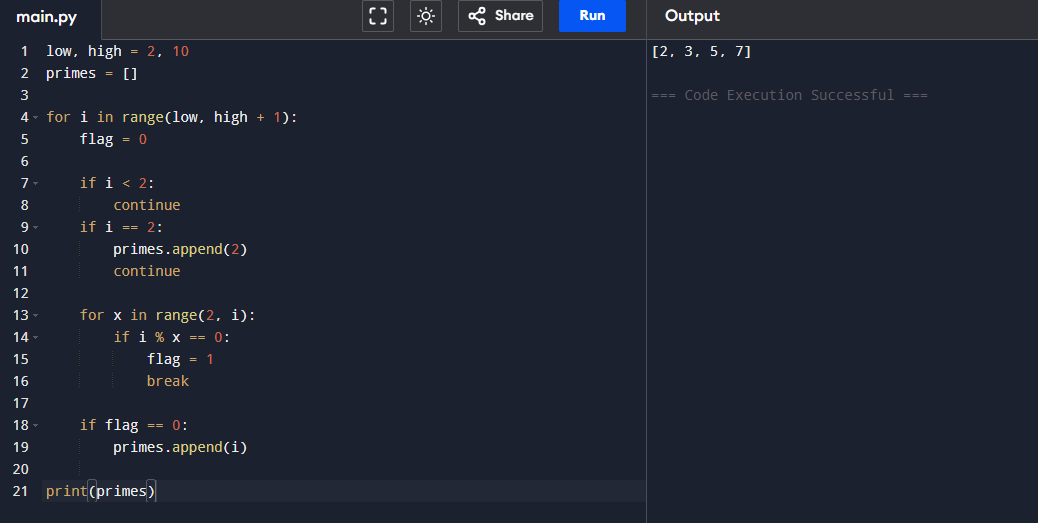 main.py
Share
Run
Output
1 low, high = 2, 10
2 primes = []
3
4 for i in range(low, high + 1):
5     flag = 0
6
7     if i < 2:
8         continue
9     if i == 2:
10         primes.append(2)
11         continue
12
13     for x in range(2, i):
14         if i % x == 0:
15             flag = 1
16             break
17
18     if flag == 0:
19         primes.append(i)
20
21 print(primes)
[2, 3, 5, 7]
=== Code Execution Successful ===